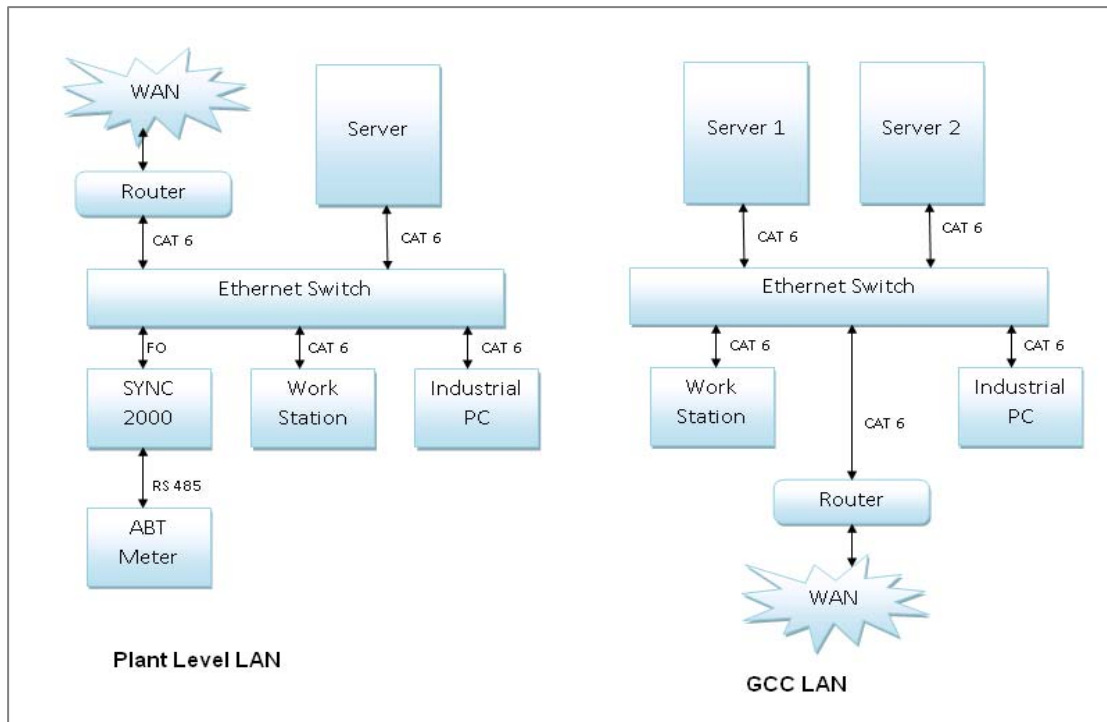 WAN
Server
Router
CAT 6
CAT 6
Ethernet Switch
FO
CAT 6
CAT 6
SYNC
2000
Work
Station
Industrial
PC
RS 485
ABT
Meter
Plant Level LAN
Server 1
Server 2
CAT 6
CAT 6
Ethernet Switch
CAT 6
CAT 6
Work
Station
Industrial
PC
CAT 6
Router
WAN
GCC LAN